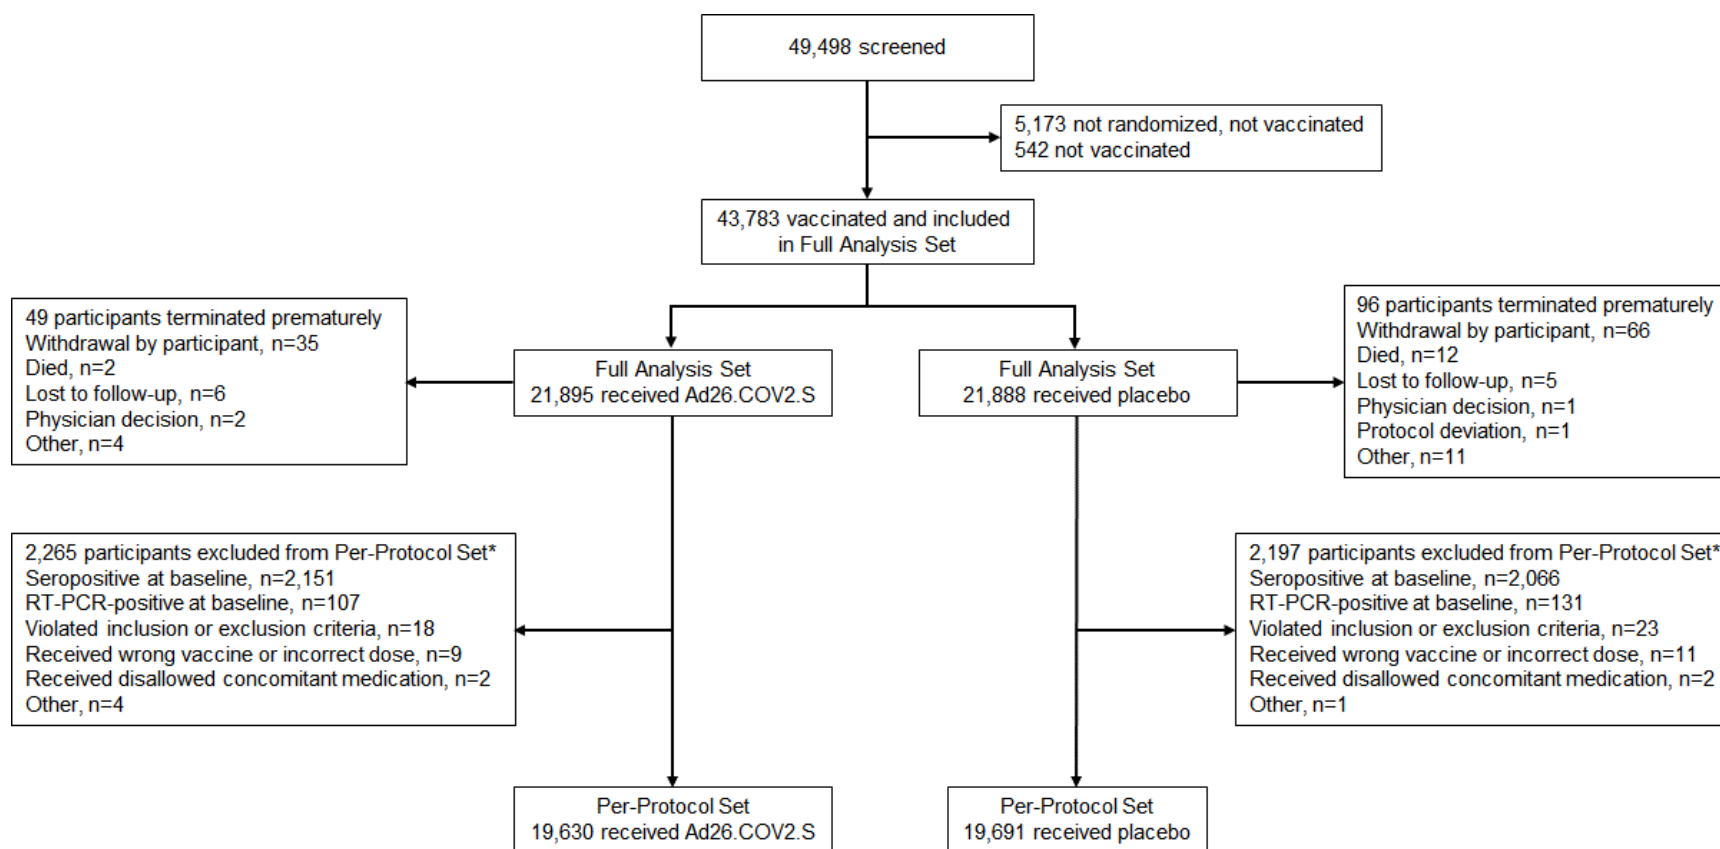 49,498 screened
5,173 not randomized, not vaccinated
542 not vaccinated
43,783 vaccinated and included
in Full Analysis Set
49 participants terminated prematurely
Withdrawal by participant, n=35
Died, n=2
Lost to follow-up, n=6
Physician decision, n=2
Other, n=4
Full Analysis Set
21,895 received Ad26.COV2.S
Full Analysis Set
21,888 received placebo
96 participants terminated prematurely
Withdrawal by participant, n=66
Died, n=12
Lost to follow-up, n=5
Physician decision, n=1
Protocol deviation, n=1
Other, n=11
2,265 participants excluded from Per-Protocol Set*
Seropositive at baseline, n=2,151
RT-PCR-positive at baseline, n=107
Violated inclusion or exclusion criteria, n=18
Received wrong vaccine or incorrect dose, n=9
Received disallowed concomitant medication, n=2
Other, n=4
2,197 participants excluded from Per-Protocol Set*
Seropositive at baseline, n=2,066
RT-PCR-positive at baseline, n=131
Violated inclusion or exclusion criteria, n=23
Received wrong vaccine or incorrect dose, n=11
Received disallowed concomitant medication, n=2
Other, n=1
Per-Protocol Set
19,630 received Ad26.COV2.S
Per-Protocol Set
19,691 received placebo